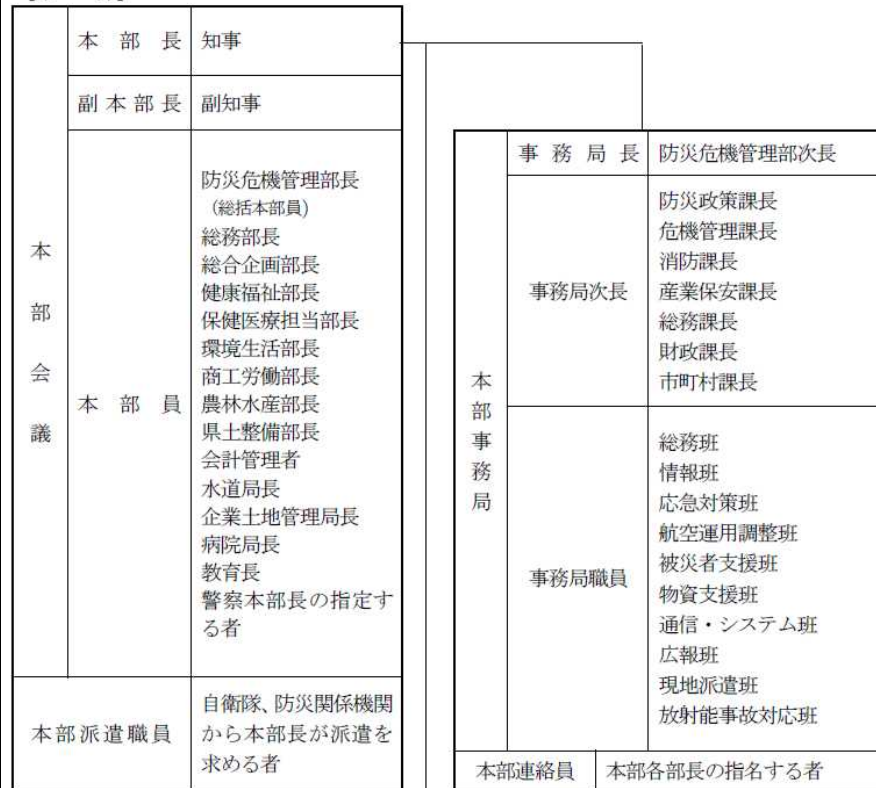 本部会議
本部長 知事
副本部長 副知事
本部員
防災危機管理部長
（総括本部員）
総務部長
総合企画部長
健康福祉部長
保健医療担当部長
環境生活部長
商工労働部長
農林水産部長
県土整備部長
会計管理者
水道局長
企業土地管理局長
病院局長
教育長
警察本部長の指定す
る者
本部派遣職員
自衛隊、防災関係機関
から本部長が派遣を
求める者
本部事務局
事務局長 防災危機管理部次長
事務局次長
防災政策課長
危機管理課長
消防課長
産業保安課長
総務課長
財政課長
市町村課長
事務局職員
総務班
情報班
応急対策班
航空運用調整班
被災者支援班
物資支援班
通信・システム班
広報班
現地派遣班
放射能事故対応班
本部連絡員 本部各部長の指名する者